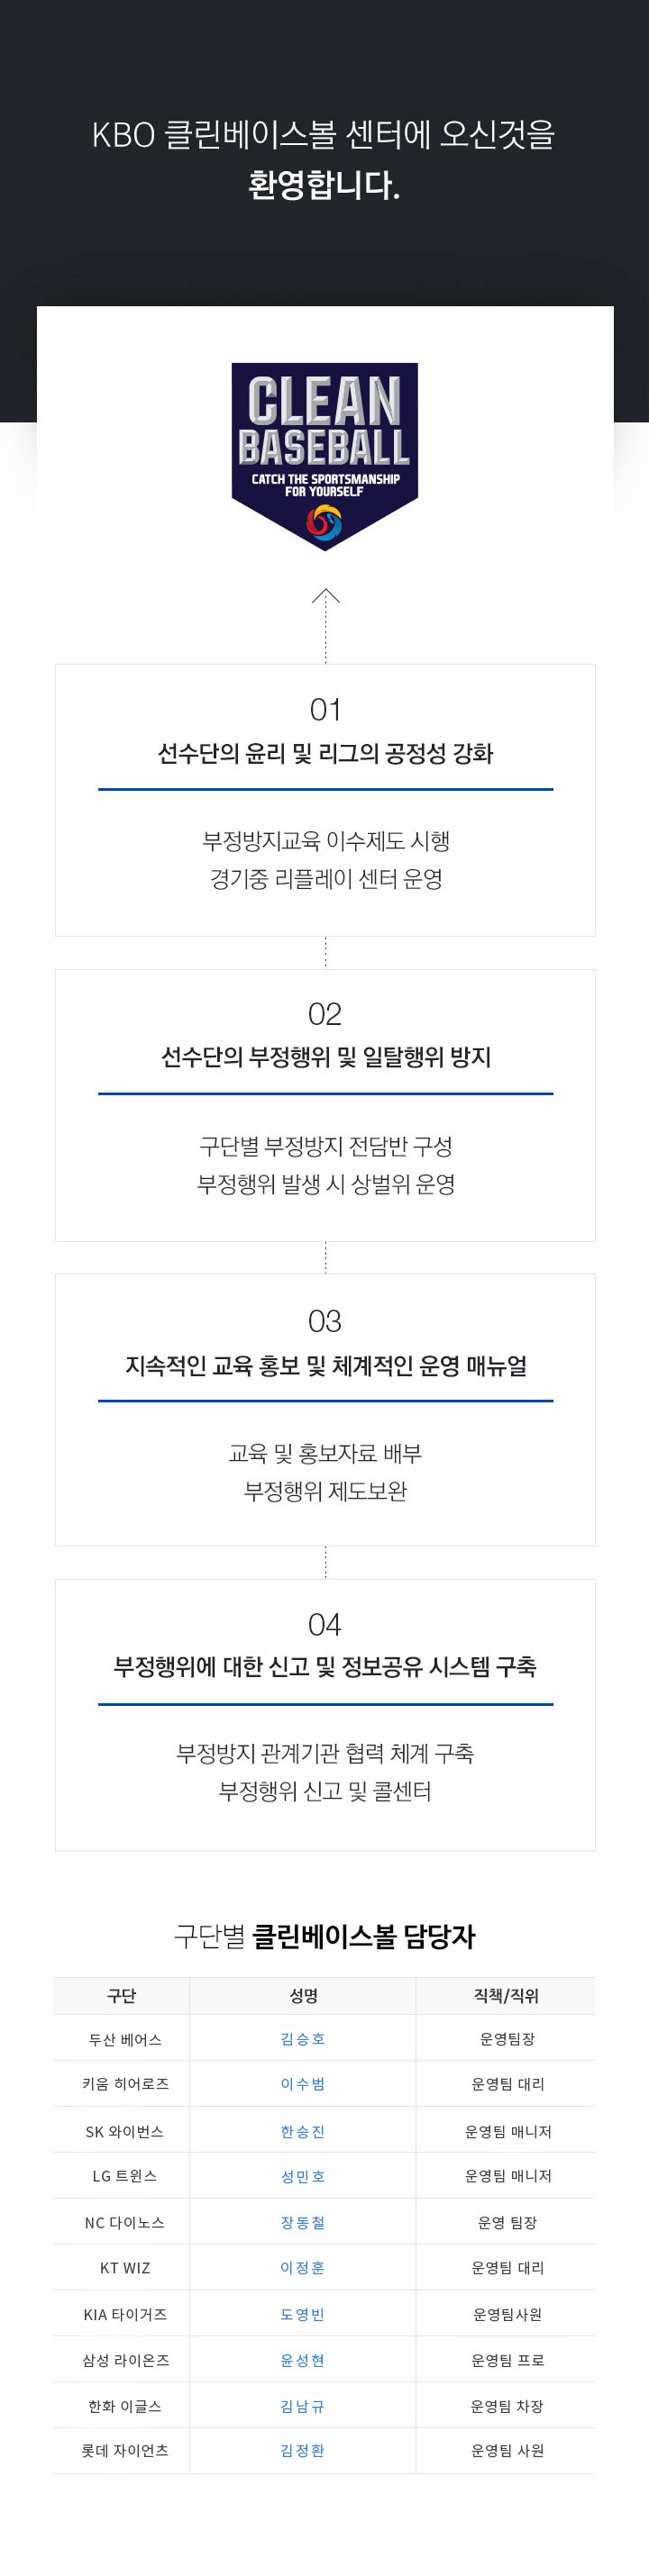 KBO 클린베이스볼 센터에 오신것을
환영합니다.
CLEAN
BASEBALL
CATCH THE SPORTSMANSHIP
FOR YOURSELF
01
선수단의 윤리 및 리그의 공정성 강화
부정방지교육 이수제도 시행
경기중 리플레이 센터 운영
02
선수단의 부정행위 및 일탈행위 방지
구단별 부정방지 전담반 구성
부정행위 발생 시 상벌위 운영
03
지속적인 교육 홍보 및 체계적인 운영 매뉴얼
교육 및 홍보자료 배부
부정행위 제도보완
04
부정행위에 대한 신고 및 정보공유 시스템 구축
부정방지 관계기관 협력 체계 구축
부정행위 신고 및 콜센터
구단별 클린베이스볼 담당자
구단 성명 직책/직위
두산 베어스 김승호 운영팀장
키움 히어로즈 이수범 운영팀 대리
SK 와이번스 한승진 운영팀 매니저
LG 트윈스 성민호 운영팀 매니저
NC 다이노스 장동철 운영 팀장
KT WIZ 이정훈 운영팀 대리
KIA 타이거즈 도영빈 운영팀사원
삼성 라이온즈 윤성현 운영팀 프로
한화 이글스 김남규 운영팀 차장
롯데 자이언츠 김정환 운영팀 사원